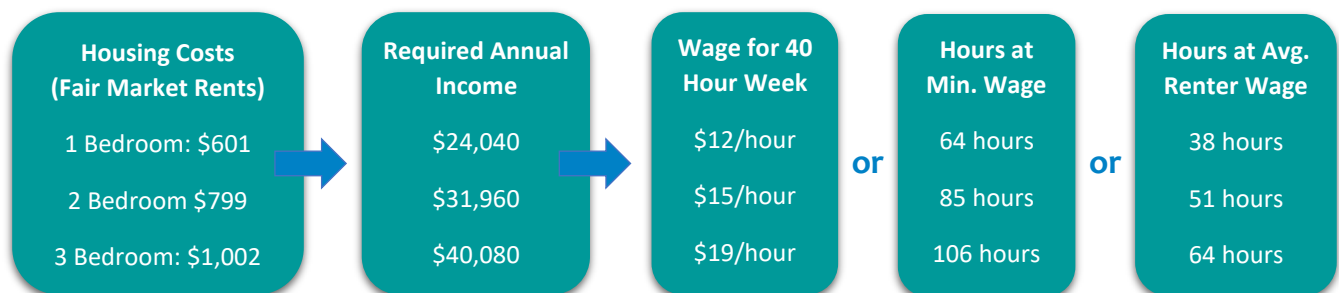 Housing Costs
(Fair Market Rents)
1 Bedroom: $601
2 Bedroom $799
3 Bedroom: $1,002
Required Annual
Income
$24,040
$31,960
$40,080
Wage for 40
Hour Week
$12/hour
$15/hour
$19/hour
or
Hours at
Min. Wage
64 hours
85 hours
106 hours
or
Hours at Avg.
Renter Wage
38 hours
51 hours
64 hours